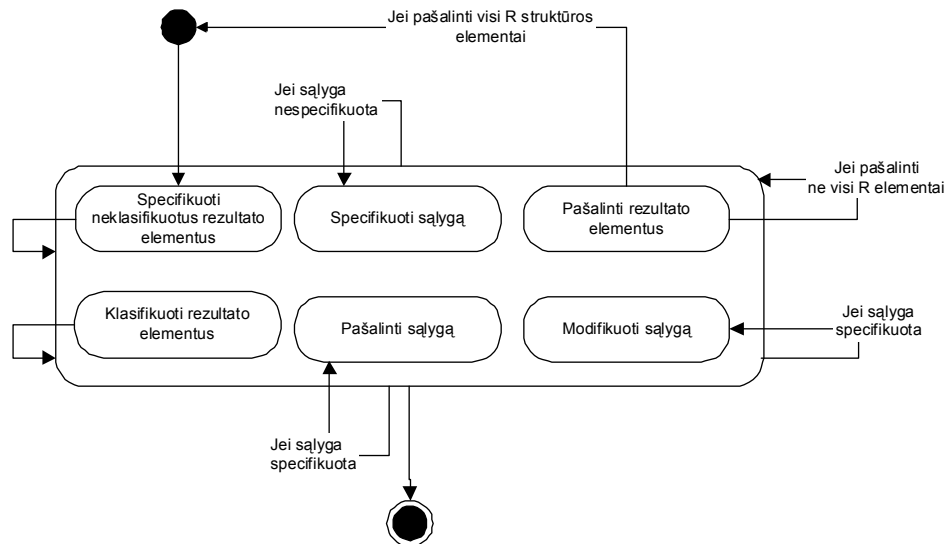 Jei pašalinti visi R struktūros
elementai
Jei sąlyga
nespecifikuota
Jei pašalinti
ne visi R elementai
Specifikuoti
neklasifikuotus rezultato
elementus
Specifikuoti sąlygą
Pašalinti rezultato
elementus
Klasifikuoti rezultato
elementus
Pašalinti sąlygą
Modifikuoti sąlygą
Jei sąlyga
specifikuota
Jei sąlyga
specifikuota